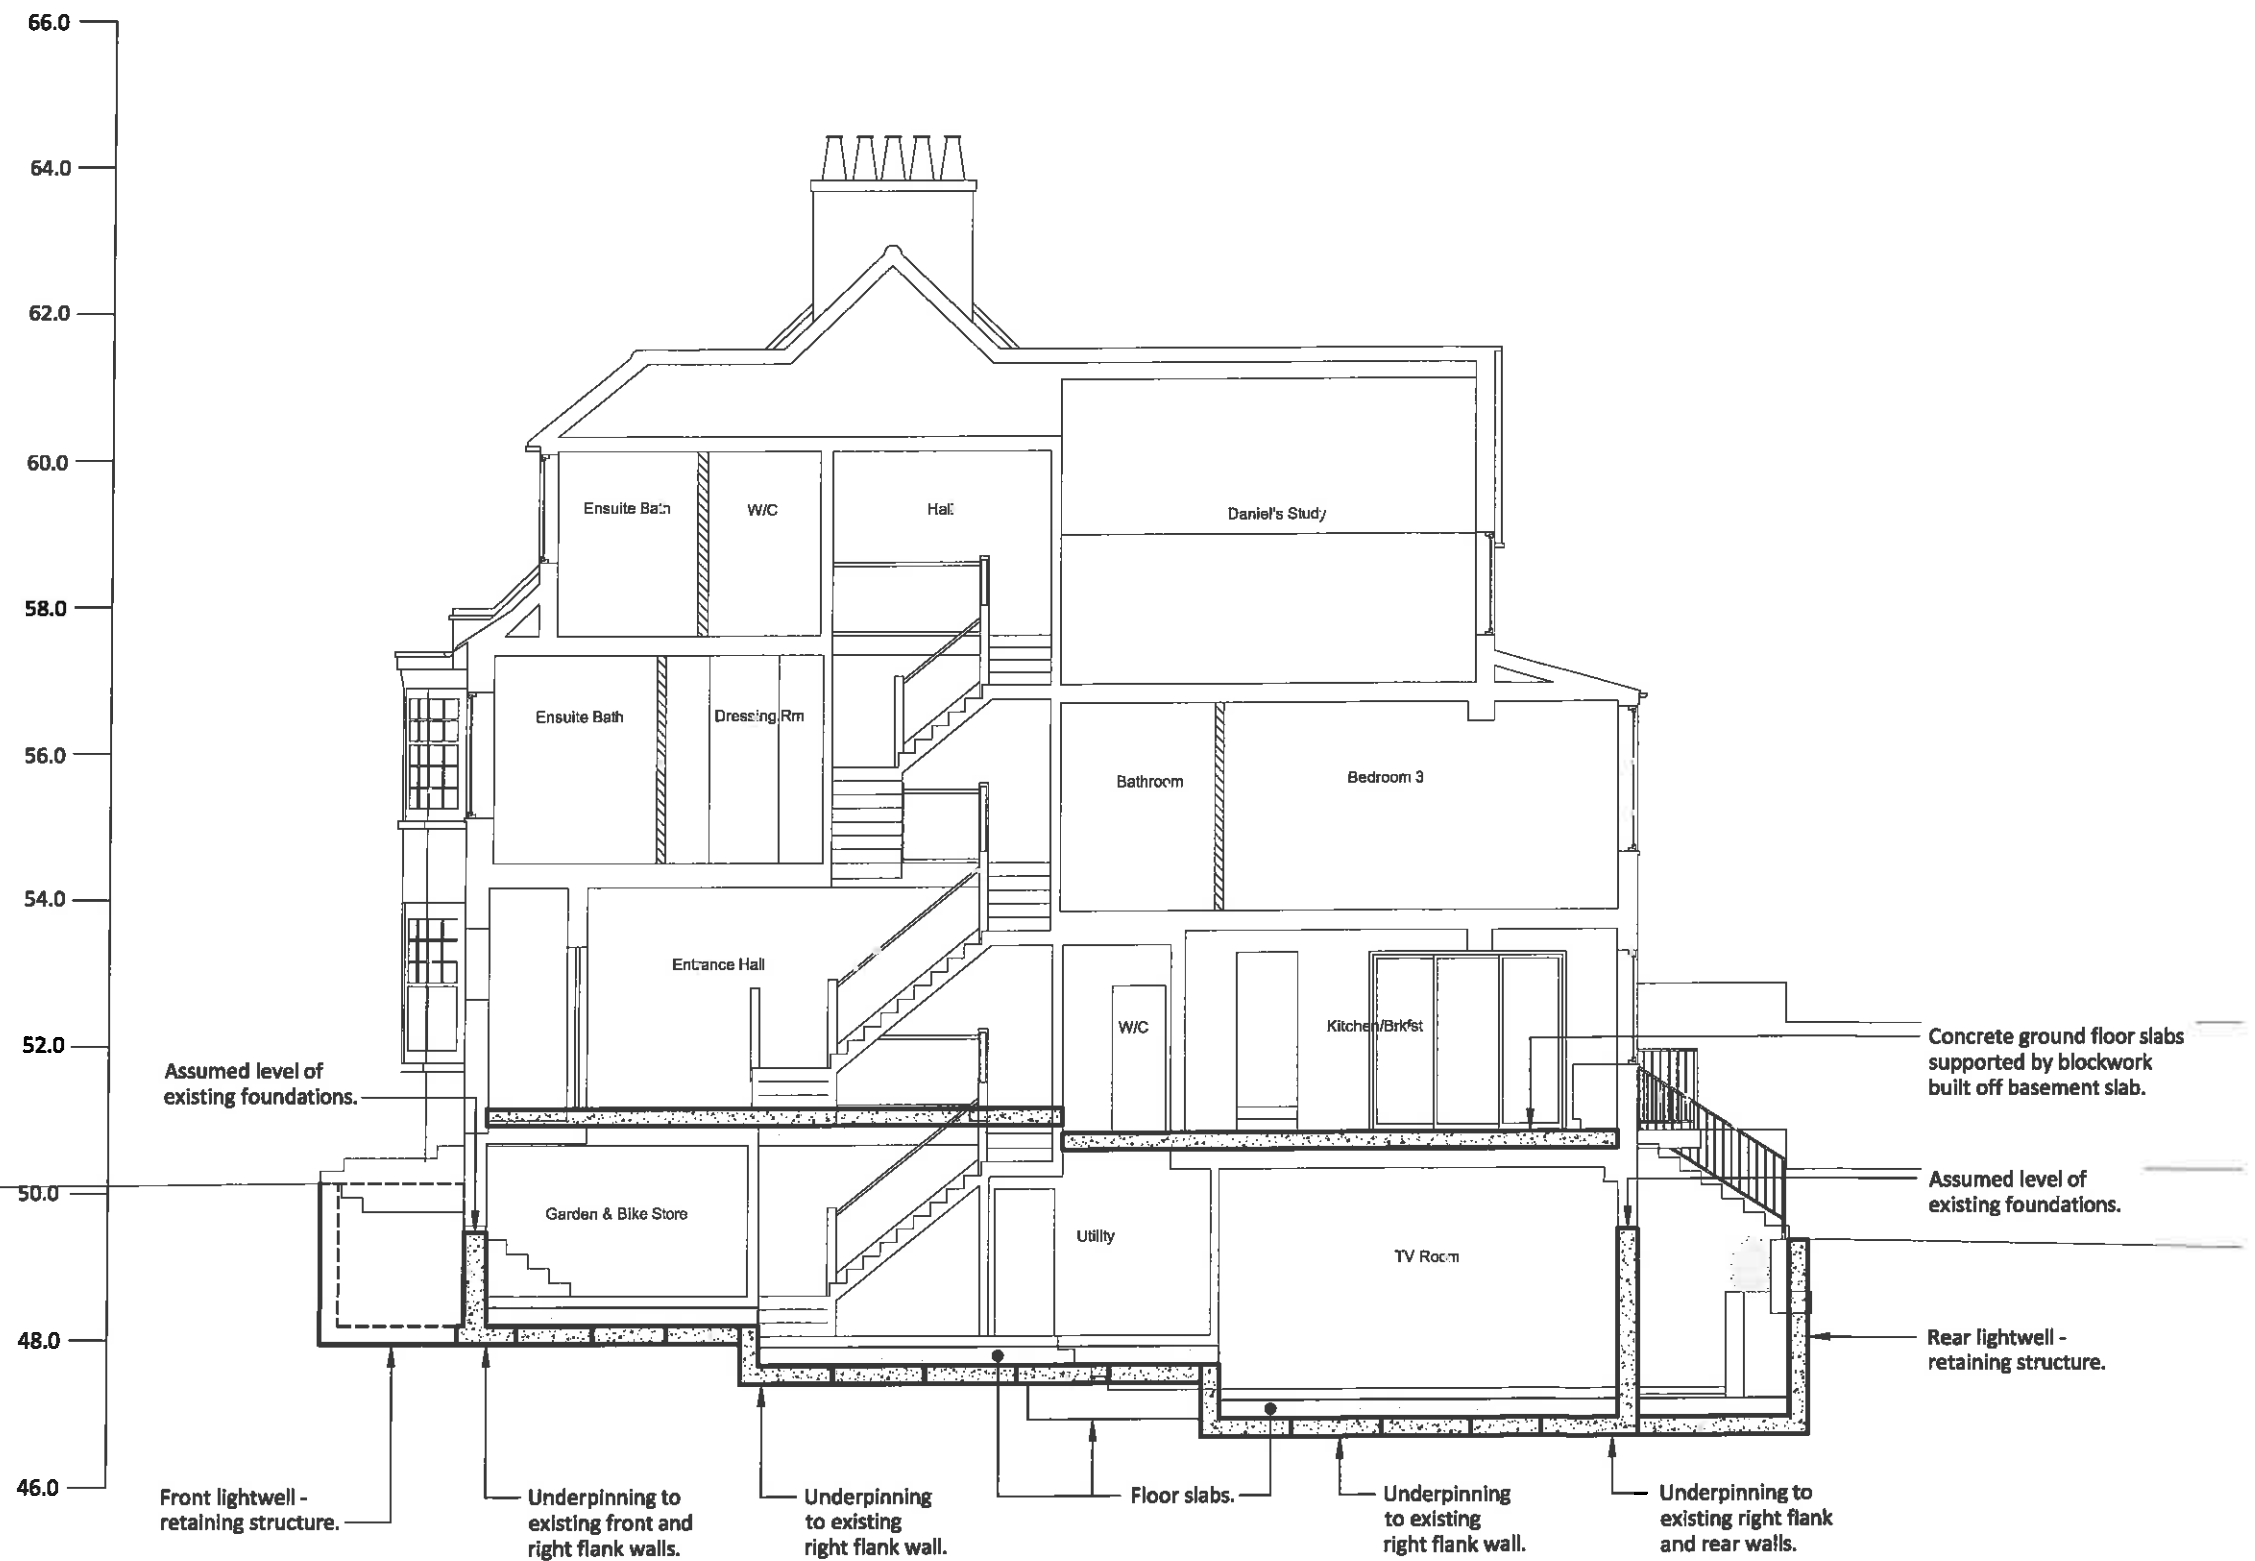 66.0
64.0
62.0
60.0
58.0
56.0
54.0
52.0
50.0
48.0
46.0
Ensuite Bath
W/C
Hall
Daniel's Study
Ensuite Bath
Dressing Rm
Bathroom
Bedroom 3
Entrance Hall
W/C
Kitchen/Brkfst
Concrete ground floor slabs
supported by blockwork
built off basement slab.
Assumed level of
existing foundations.
Garden & Bike Store
Utility
TV Room
Assumed level of
existing foundations.
Rear lightwell -
retaining structure.
Front lightwell -
retaining structure.
Underpinning to
existing front and
right flank walls.
Underpinning
to existing
right flank wall.
Floor slabs.
Underpinning
to existing
right flank wall.
Underpinning to
existing right flank
and rear walls.